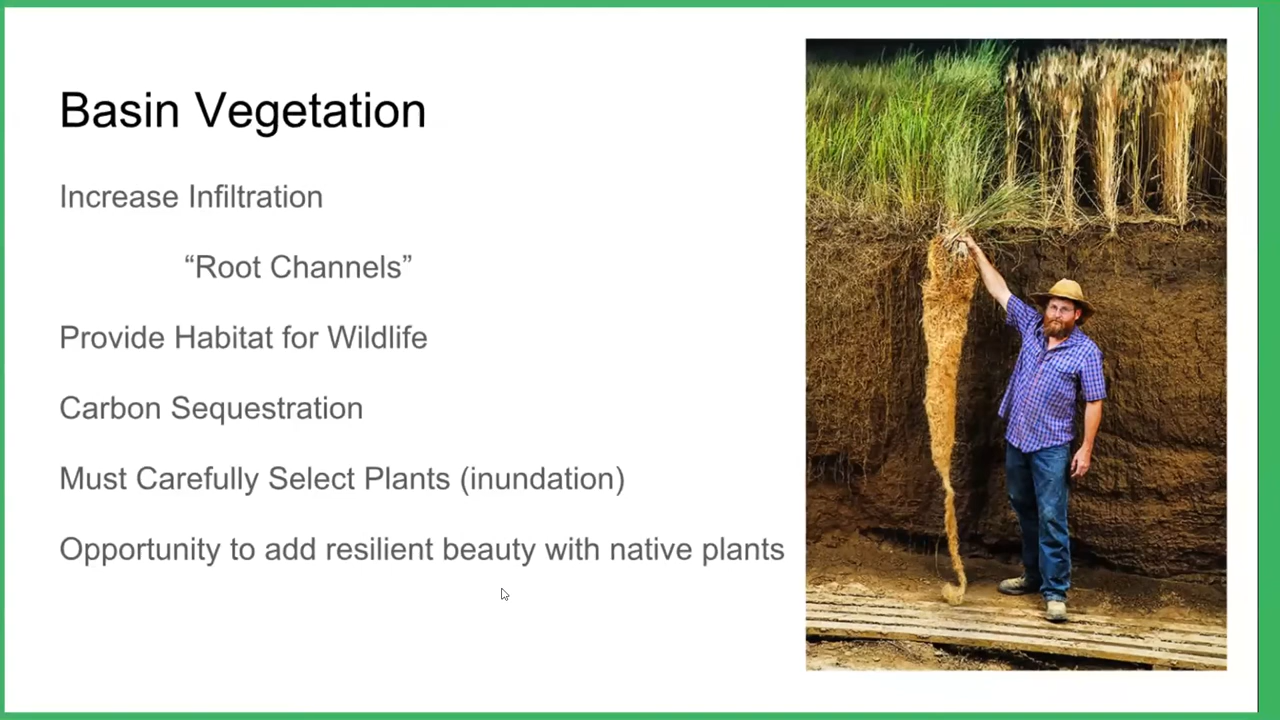 Basin Vegetation
Increase Infiltration
“Root Channels”
Provide Habitat for Wildlife
Carbon Sequestration
Must Carefully Select Plants (inundation)
Opportunity to add resilient beauty with native plants